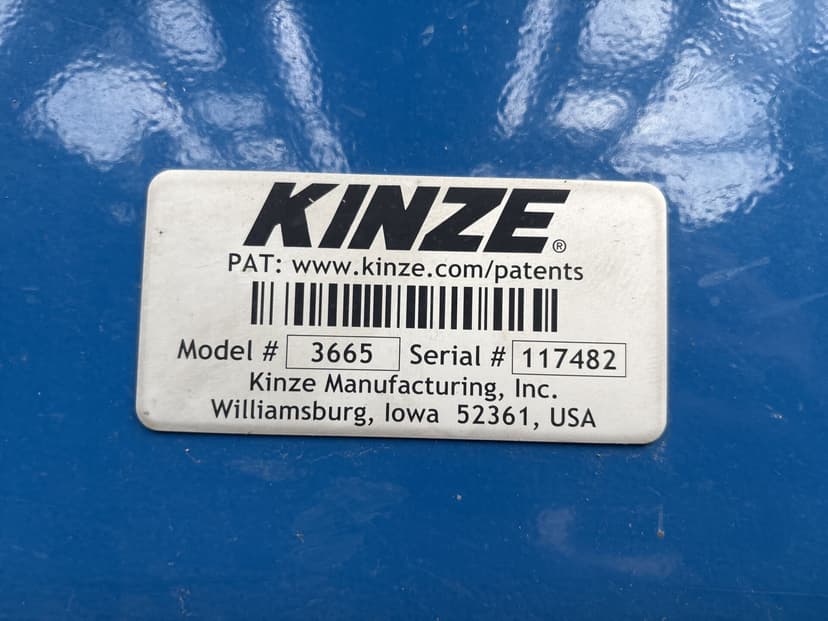 KINZE®
PAT: www.kinze.com/patents
Model # 3665 Serial # 117482
Kinze Manufacturing, Inc.
Williamsburg, Iowa 52361, USA